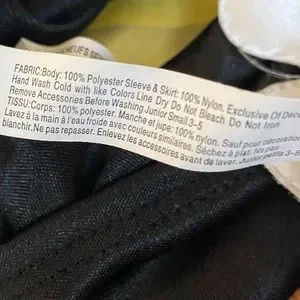 NEUFS SE
FABRIC:Body: 100% Polyester Sleeve & Skirt: 100% Nylon. Exclusive Of Deco
Hand Wash Cold with like Colors Line Dry Do Not Bleach Do Not Iron
Remove Accessories Before Washing Junior Small 3-5
TISSU:Corps: 100% polyester. Manche et jupe: 100% nylon. Sauf pour décoration
Lavez à la main à l'eau froide avec couleurs similaires. Séchez à plat. Na pas
blanchir. Ne pas repasser. Enlevez les accessoires avant de laver. Junior petite 3-5